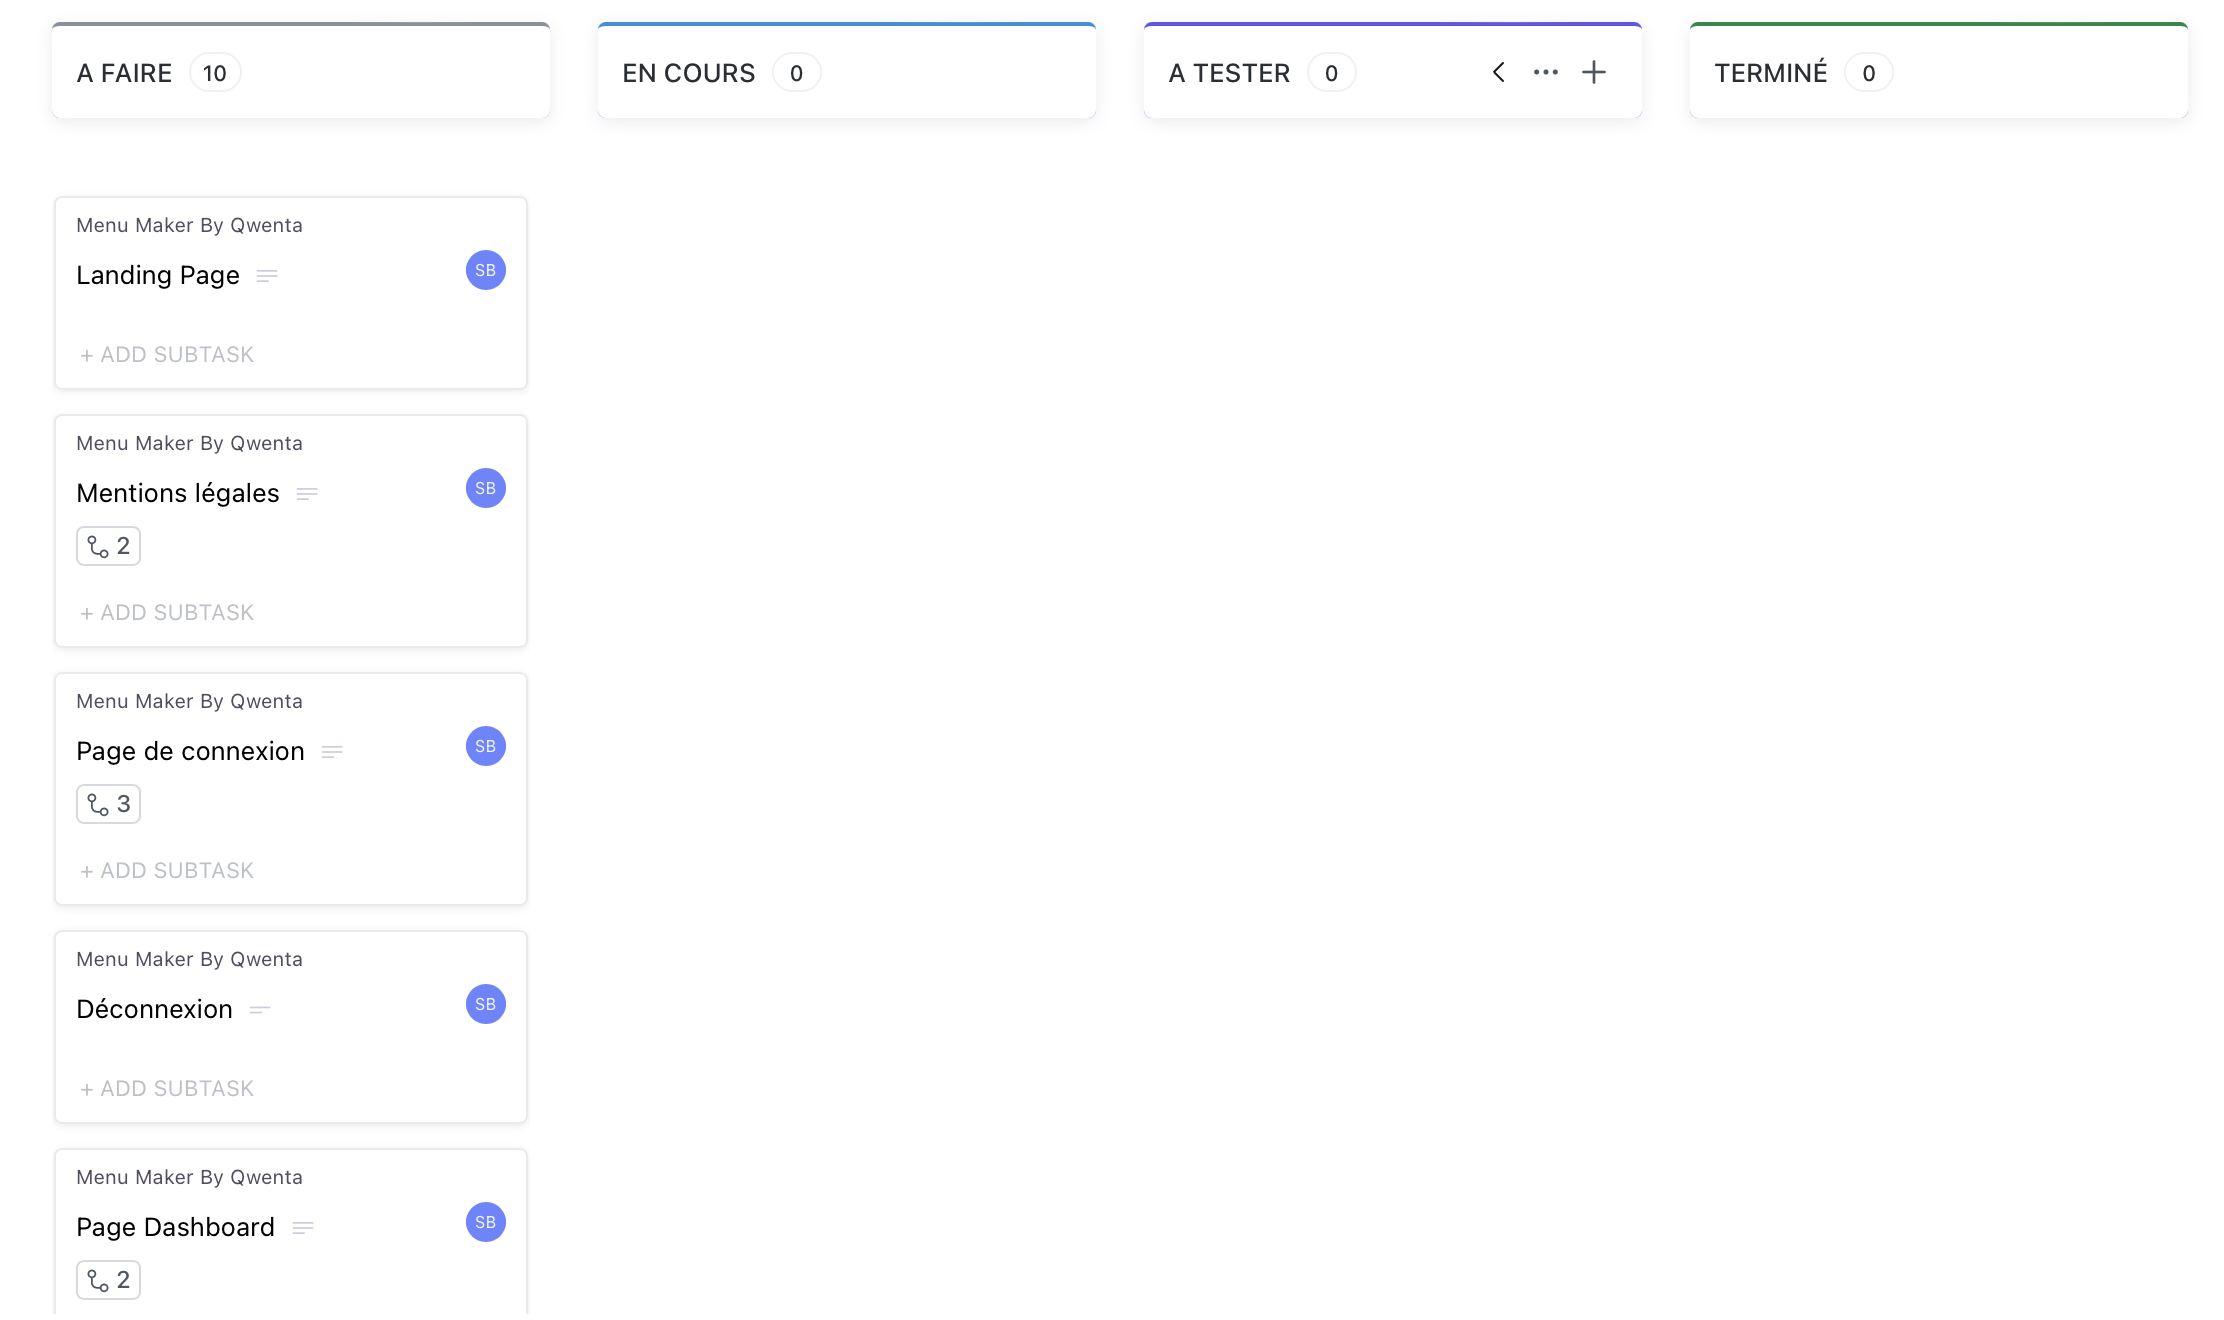 A FAIRE 10
EN COURS 0
A TESTER 0
TERMINÉ 0
Menu Maker By Qwenta
Landing Page
SB
+ ADD SUBTASK
Menu Maker By Qwenta
Mentions légales
SB
2
+ ADD SUBTASK
Menu Maker By Qwenta
Page de connexion
SB
3
+ ADD SUBTASK
Menu Maker By Qwenta
Déconnexion
SB
+ ADD SUBTASK
Menu Maker By Qwenta
Page Dashboard
SB
2